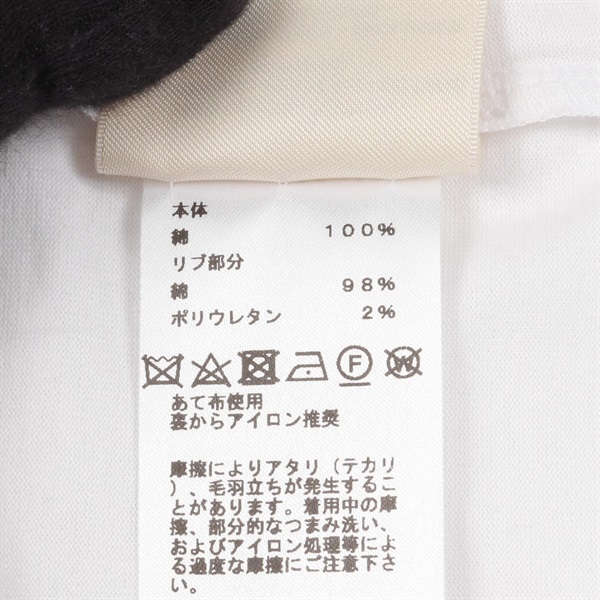 本体
綿 100%
リブ部分
綿 98%
ポリウレタン 2%
F W
あて布使用
裏からアイロン推奨
摩擦によりアタリ（テカリ
）、毛羽立ちが発生するこ
とがあります。着用中の摩
擦、部分的なつまみ洗い、
およびアイロン処理等によ
る過度な摩擦にご注意下さ
い。